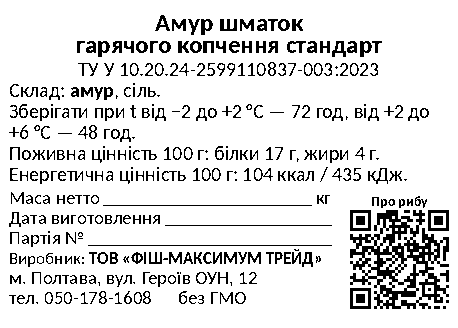 Амур шматок
гарячого копчення стандарт
ТУ У 10.20.24-2599110837-003:2023
Склад: амур, сіль.
Зберігати при t від −2 до +2 °C — 72 год, від +2 до
+6 °C — 48 год.
Поживна цінність 100 г: білки 17 г, жири 4 г.
Енергетична цінність 100 г: 104 ккал / 435 кДж.
Маса нетто ______________________ кг
Про рибу
Дата виготовлення __________________
Партія № __________________________
Виробник: ТОВ «ФІШ-МАКСИМУМ ТРЕЙД»
м. Полтава, вул. Героїв ОУН, 12
тел. 050-178-1608 без ГМО